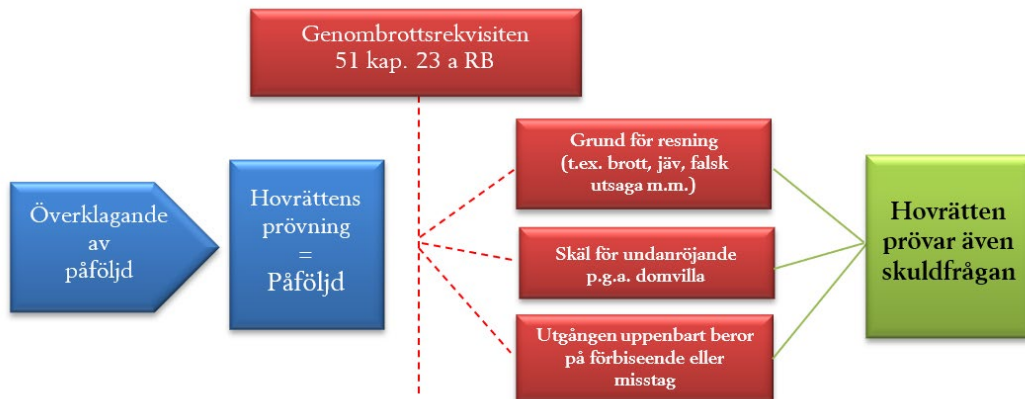 Genombrottsrekvisiten
51 kap. 23 a RB
Överklagande
av
påföljd
Hovrättens
prövning
=
Påföljd
Grund för resning
(t.ex. brott, jäv, falsk
utsaga m.m.)
Skäl för undanröjande
p.g.a. domvilla
Utgången uppenbart beror
på förbiseende eller
misstag
Hovrätten
prövar även
skuldfrågan